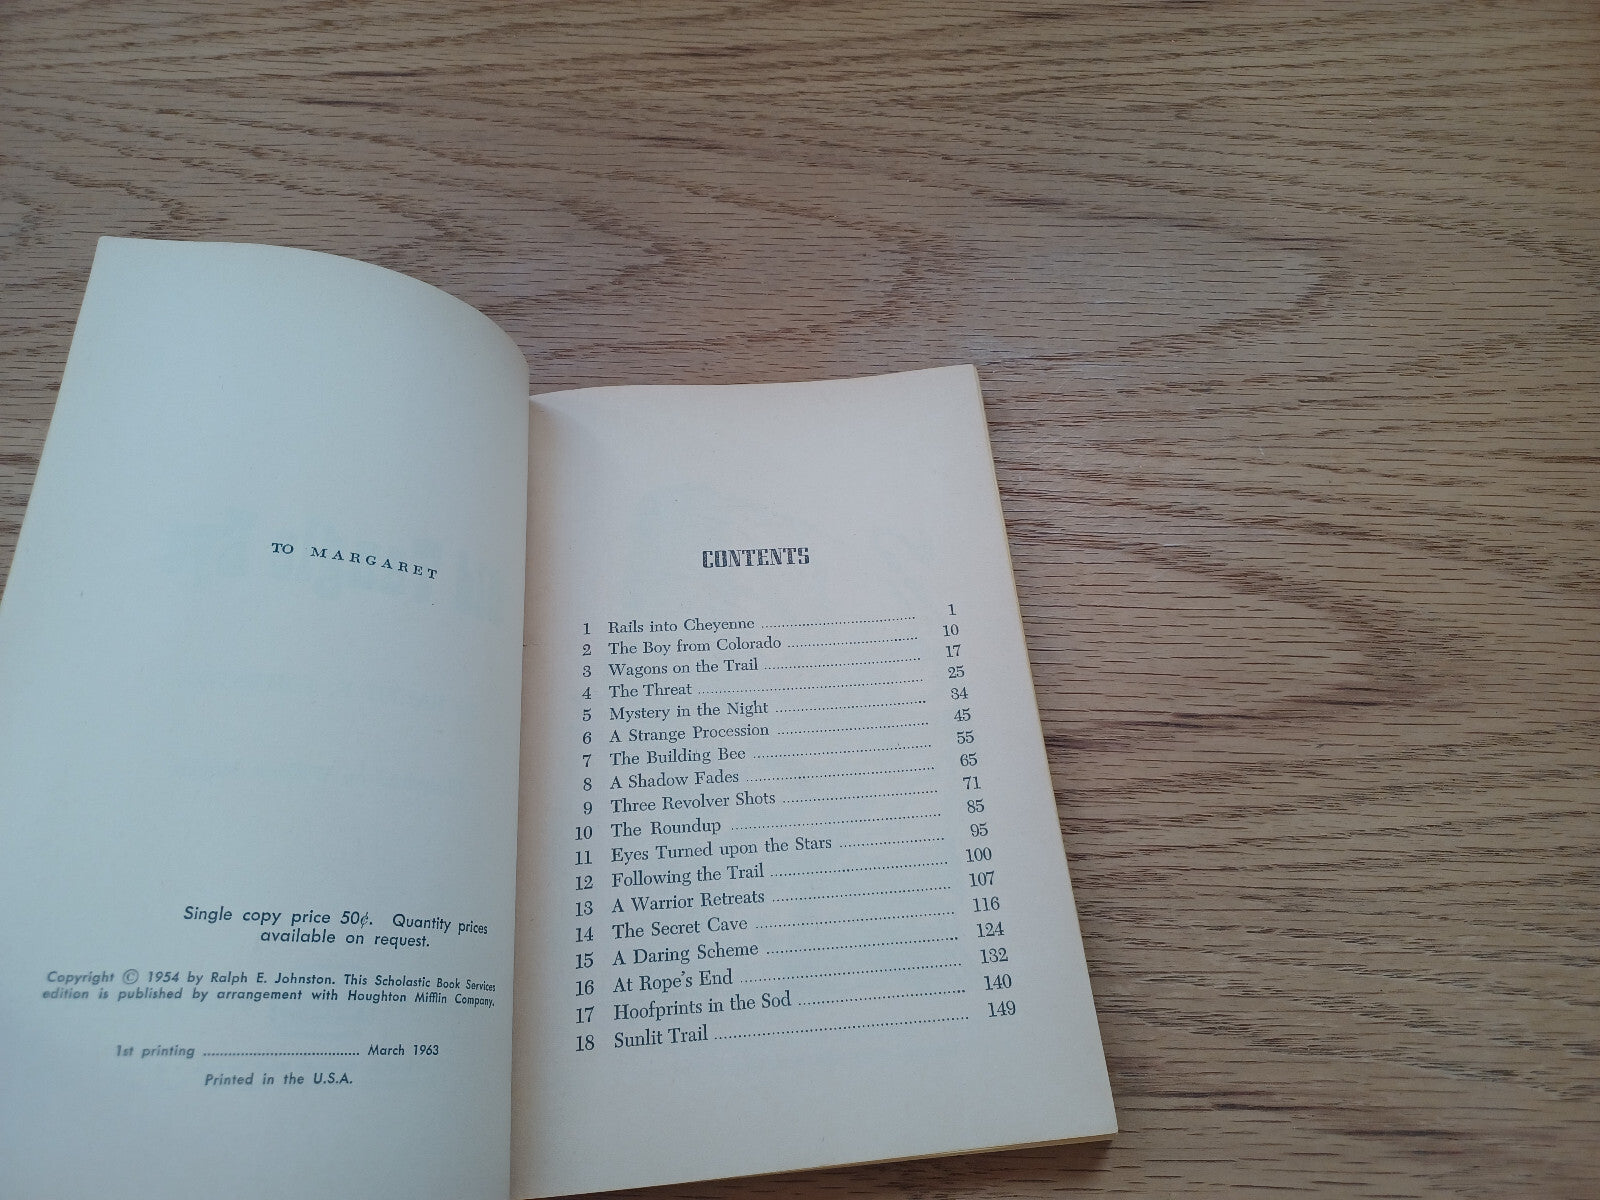 TO MARGARET
Single copy price 50¢. Quantity prices
available on request.
Copyright © 1954 by Ralph E. Johnston. This Scholastic Book Services
edition is published by arrangement with Houghton Mifflin Company.
1st printing ........................................ March 1963
Printed in the U.S.A.
CONTENTS
1 Rails into Cheyenne ........................................ 1
2 The Boy from Colorado ........................................ 10
3 Wagons on the Trail ........................................ 17
4 The Threat ........................................ 25
5 Mystery in the Night ........................................ 34
6 A Strange Procession ........................................ 45
7 The Building Bee ........................................ 55
8 A Shadow Fades ........................................ 65
9 Three Revolver Shots ........................................ 71
10 The Roundup ........................................ 85
11 Eyes Turned upon the Stars ........................................ 95
12 Following the Trail ........................................ 100
13 A Warrior Retreats ........................................ 107
14 The Secret Cave ........................................ 116
15 A Daring Scheme ........................................ 124
16 At Rope's End ........................................ 132
17 Hoofprints in the Sod ........................................ 140
18 Sunlit Trail ........................................ 149